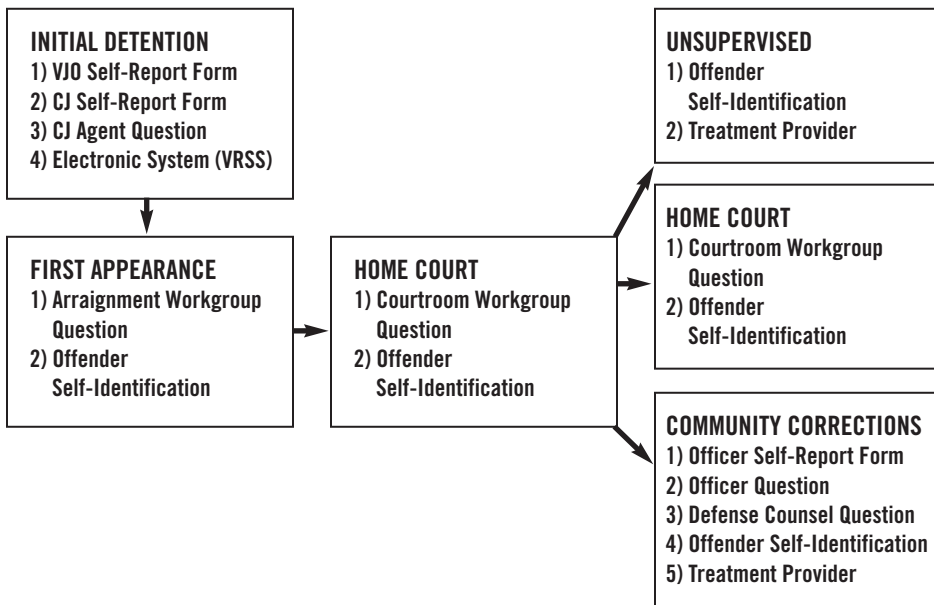 INITIAL DETENTION
1) VJO Self-Report Form
2) CJ Self-Report Form
3) CJ Agent Question
4) Electronic System (VRSS)
FIRST APPEARANCE
1) Arraignment Workgroup
Question
2) Offender
Self-Identification
HOME COURT
1) Courtroom Workgroup
Question
2) Offender
Self-Identification
UNSUPERVISED
1) Offender
Self-Identification
2) Treatment Provider
HOME COURT
1) Courtroom Workgroup
Question
2) Offender
Self-Identification
COMMUNITY CORRECTIONS
1) Officer Self-Report Form
2) Officer Question
3) Defense Counsel Question
4) Offender Self-Identification
5) Treatment Provider